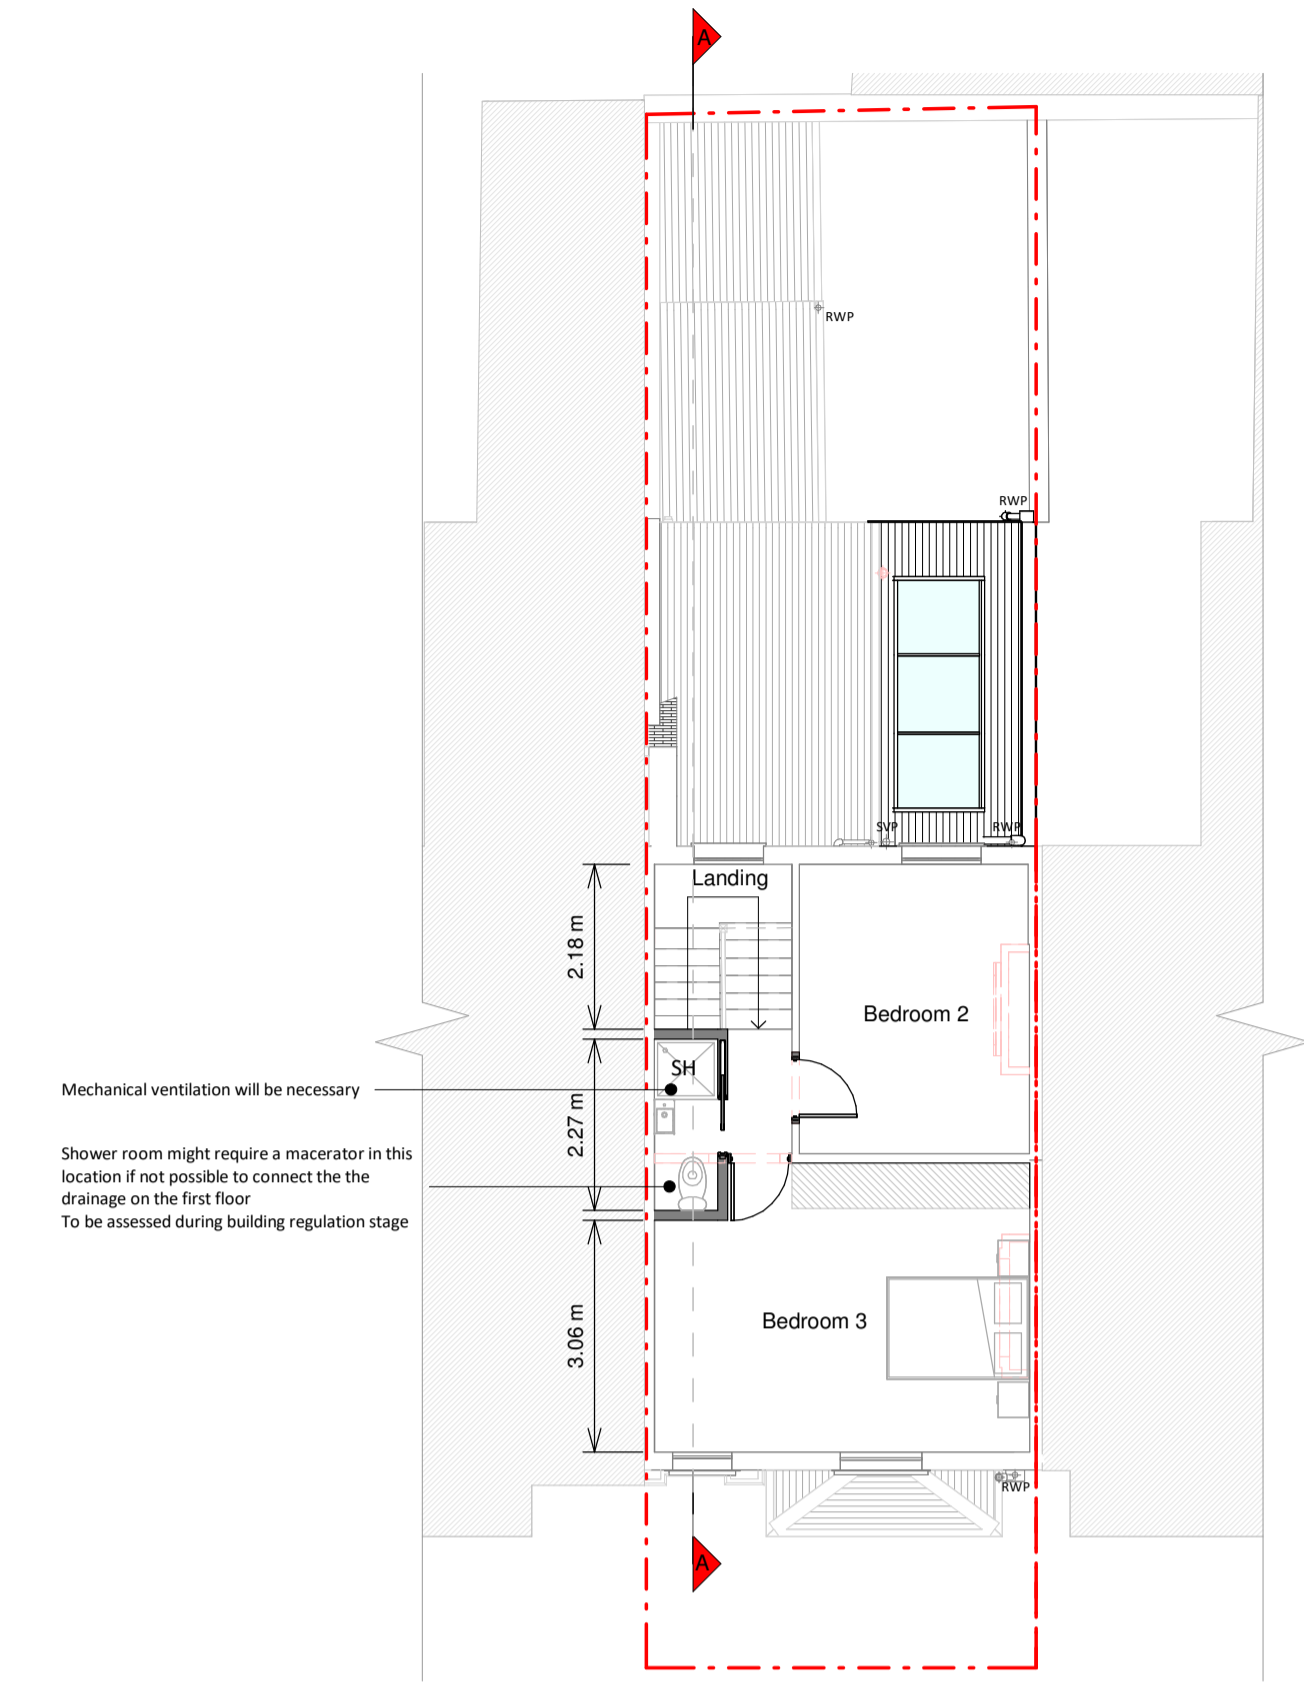 A
RWP
RWP
SVP
RWP
Landing
2.18 m
Bedroom 2
SH
Mechanical ventilation will be necessary
2.27 m
Shower room might require a macerator in this
location if not possible to connect the the
drainage on the first floor
To be assessed during building regulation stage
3.06 m
Bedroom 3
RWP
A